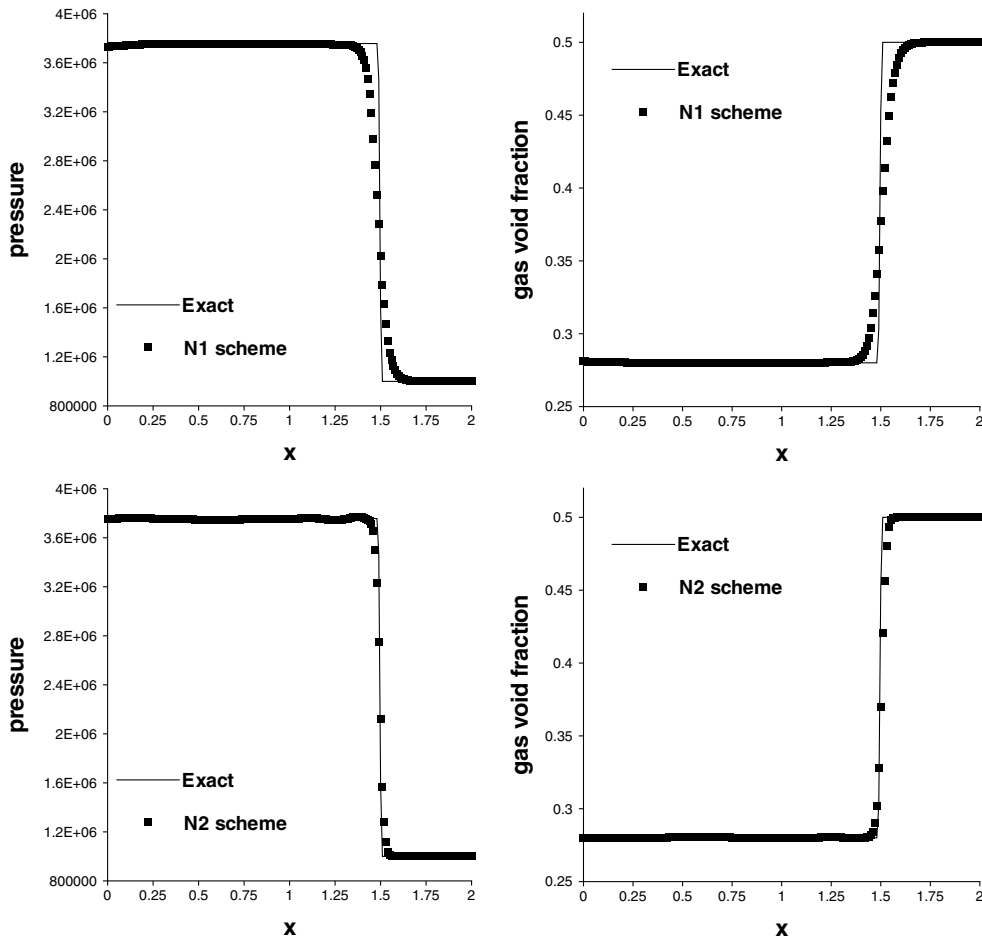 4E+06
3.6E+06
3.2E+06
2.8E+06
2.4E+06
2E+06
1.6E+06
1.2E+06
800000
pressure
Exact
N1 scheme
0 0.25 0.5 0.75 1 1.25 1.5 1.75 2
x
0.5
0.45
0.4
0.35
0.3
0.25
gas void fraction
Exact
N1 scheme
0 0.25 0.5 0.75 1 1.25 1.5 1.75 2
x
4E+06
3.6E+06
3.2E+06
2.8E+06
2.4E+06
2E+06
1.6E+06
1.2E+06
800000
pressure
Exact
N2 scheme
0 0.25 0.5 0.75 1 1.25 1.5 1.75 2
x
0.5
0.45
0.4
0.35
0.3
0.25
gas void fraction
Exact
N2 scheme
0 0.25 0.5 0.75 1 1.25 1.5 1.75 2
x